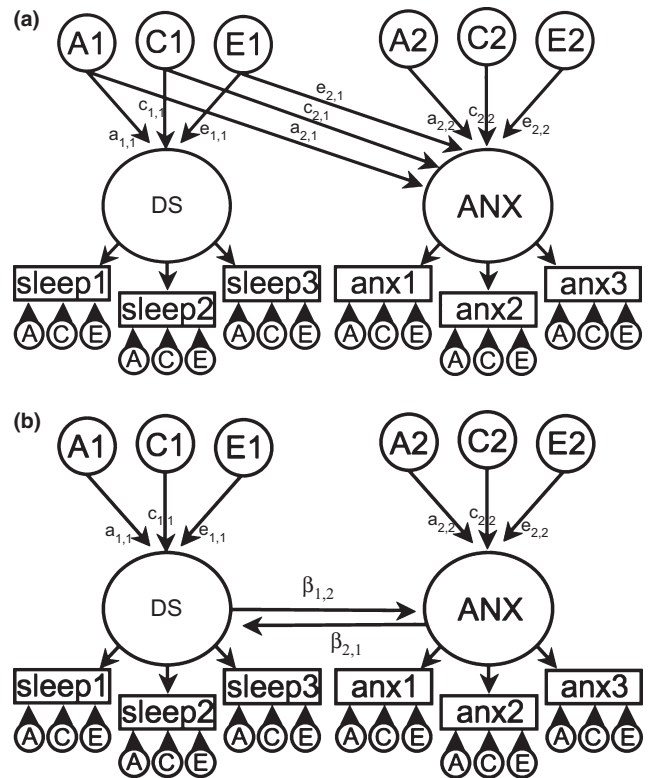 (a)
A1 C1 E1 A2 C2 E2
e2,1
c2,1
a2,1
c1,1
a1,1 e1,1
c2,2
a2,2 e2,2
DS ANX
sleep1 sleep3 anx1 anx3
sleep2 anx2
A C E A C E A C E A C E
A C E A C E
(b)
A1 C1 E1 A2 C2 E2
c1,1
a1,1 e1,1
c2,2
a2,2 e2,2
β1,2
DS ANX
β2,1
sleep1 sleep3 anx1 anx3
sleep2 anx2
A C E A C E A C E A C E
A C E A C E